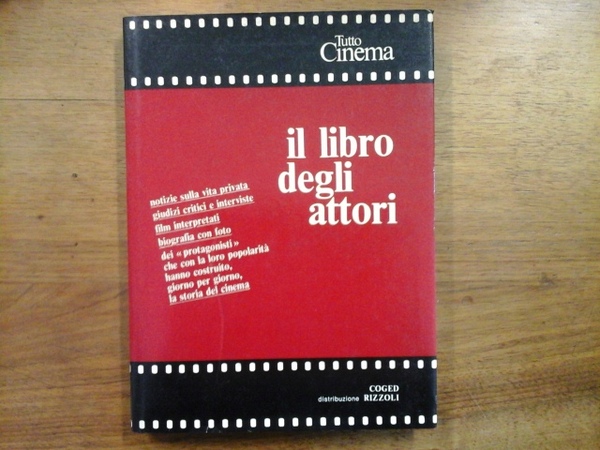 Tutto
Cinema
il libro
degli
attori
notizie sulla vita privata
giudizi critici e interviste
film interpretati
biografia con foto
dei « protagonisti »
che con la loro popolarità
hanno costruito,
giorno per giorno,
la storia del cinema
COGED
distribuzione RIZZOLI